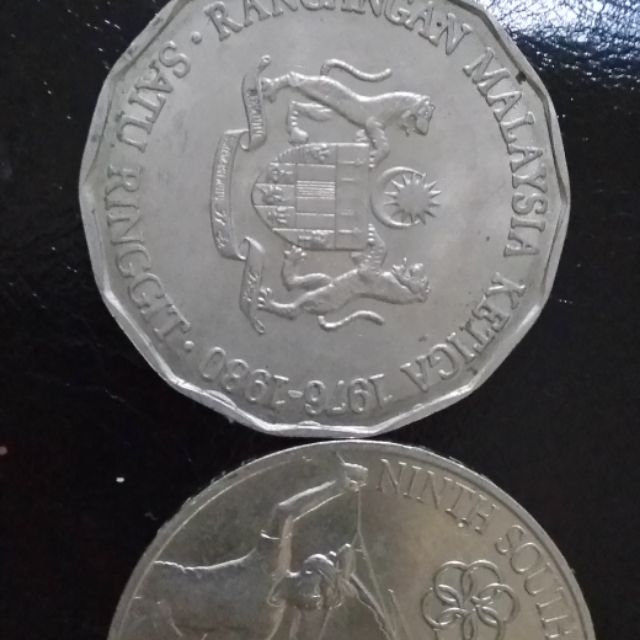 RANCANGAN MALAYSIA KETIGA 1976-1980
SATU RINGGIT
NINTH SOUTH